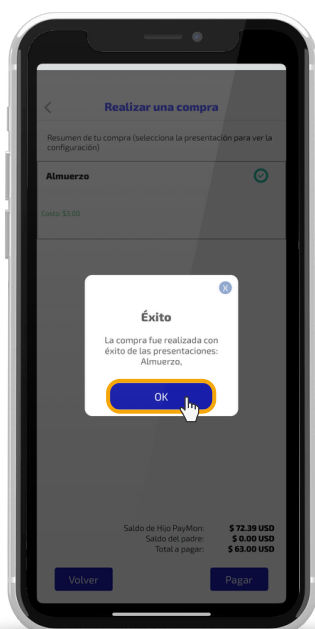 Realizar una compra
Resumen de tu compra (selecciona la presentación para ver la
configuración)
Almuerzo
Costo: $3.00
X
Éxito
La compra fue realizada con
éxito de las presentaciones:
Almuerzo,
OK
Saldo de Hijo PayMon: $ 72.39 USD
Saldo del padre: $ 0.00 USD
Total a pagar: $ 63.00 USD
Volver Pagar